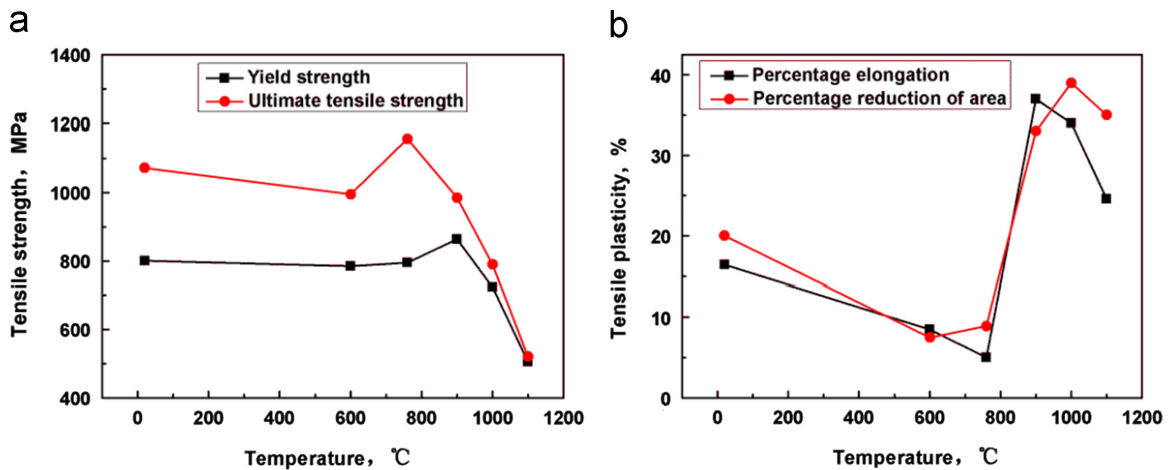 a
1400
1200
1000
800
600
400
Tensile strength, MPa
Yield strength
Ultimate tensile strength
0 200 400 600 800 1000 1200
Temperature, ℃
b
40
30
20
10
0
Tensile plasticity, %
Percentage elongation
Percentage reduction of area
0 200 400 600 800 1000 1200
Temperature, ℃